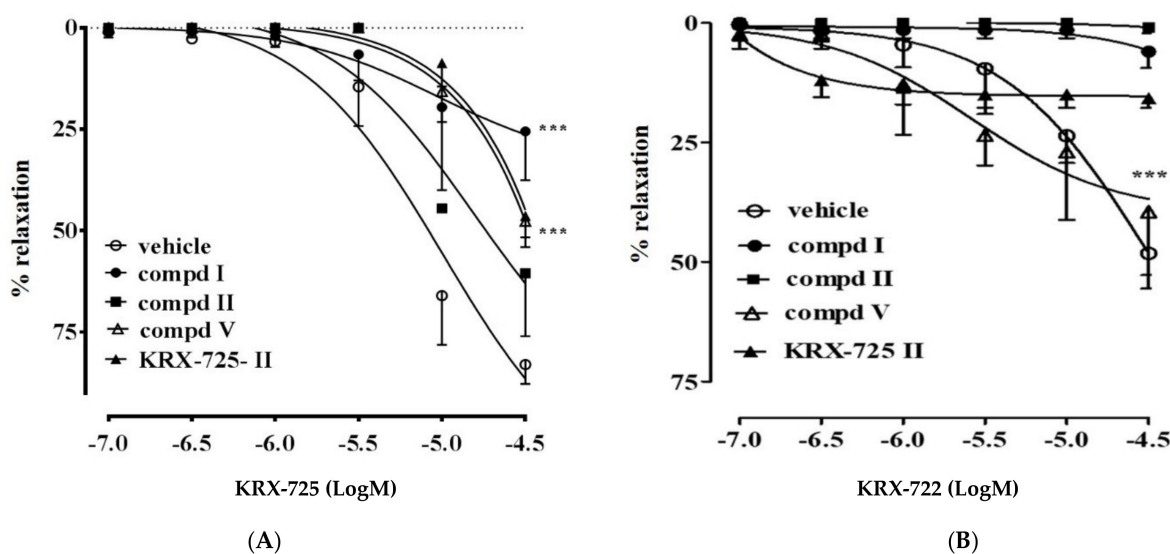 0
25
50
75
% relaxation
***
***
vehicle
compd I
compd II
compd V
KRX-725- II
-7.0 -6.5 -6.0 -5.5 -5.0 -4.5
KRX-725 (LogM)
(A)
0
25
50
75
% relaxation
***
vehicle
compd I
compd II
compd V
KRX-725 II
-7.0 -6.5 -6.0 -5.5 -5.0 -4.5
KRX-722 (LogM)
(B)